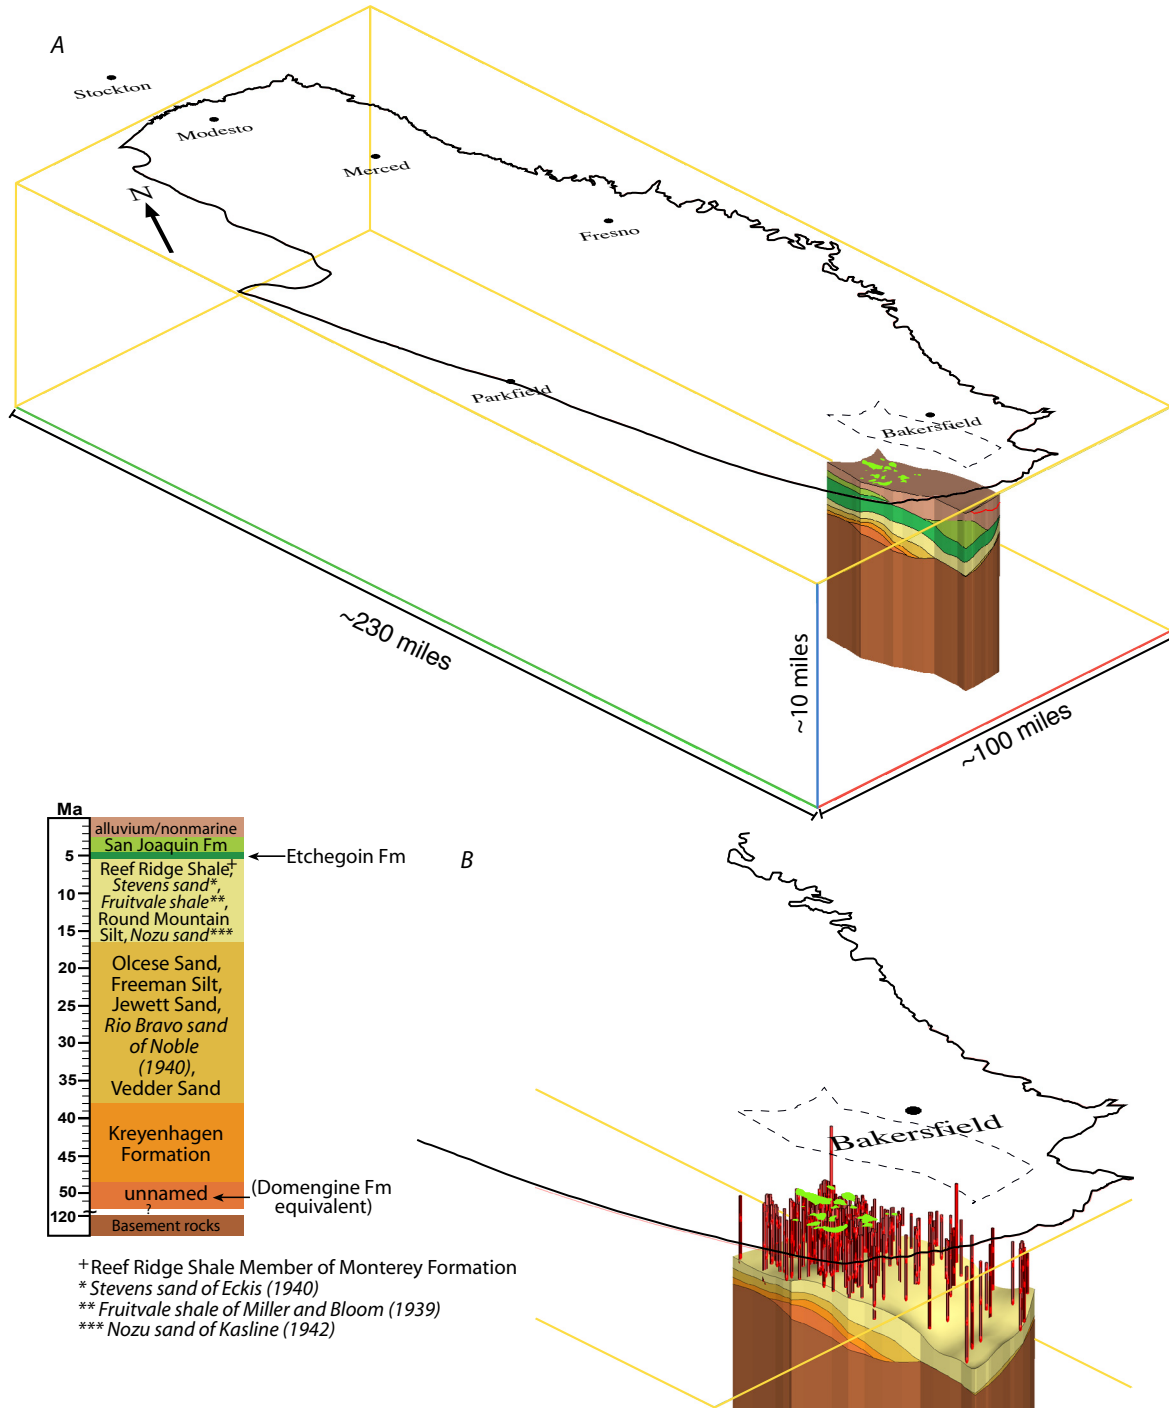 A
Stockton
Modesto
Merced
N
Fresno
Parkfield
Bakersfield
~230 miles
~10 miles
~100 miles
Ma
alluvium/nonmarine
San Joaquin Fm
5
Etchegoin Fm
Reef Ridge Shale,+
Stevens sand*,
10
Fruitvale shale**,
Round Mountain
15
Silt, Nozu sand***
Olcese Sand,
20
Freeman Silt,
Jewett Sand,
25
Rio Bravo sand
30
of Noble
(1940),
35
Vedder Sand
40
Kreyenhagen
Formation
45
50
unnamed
(Domengine Fm
equivalent)
?
120
Basement rocks
+Reef Ridge Shale Member of Monterey Formation
* Stevens sand of Eckis (1940)
** Fruitvale shale of Miller and Bloom (1939)
*** Nozu sand of Kasline (1942)
B
Bakersfield